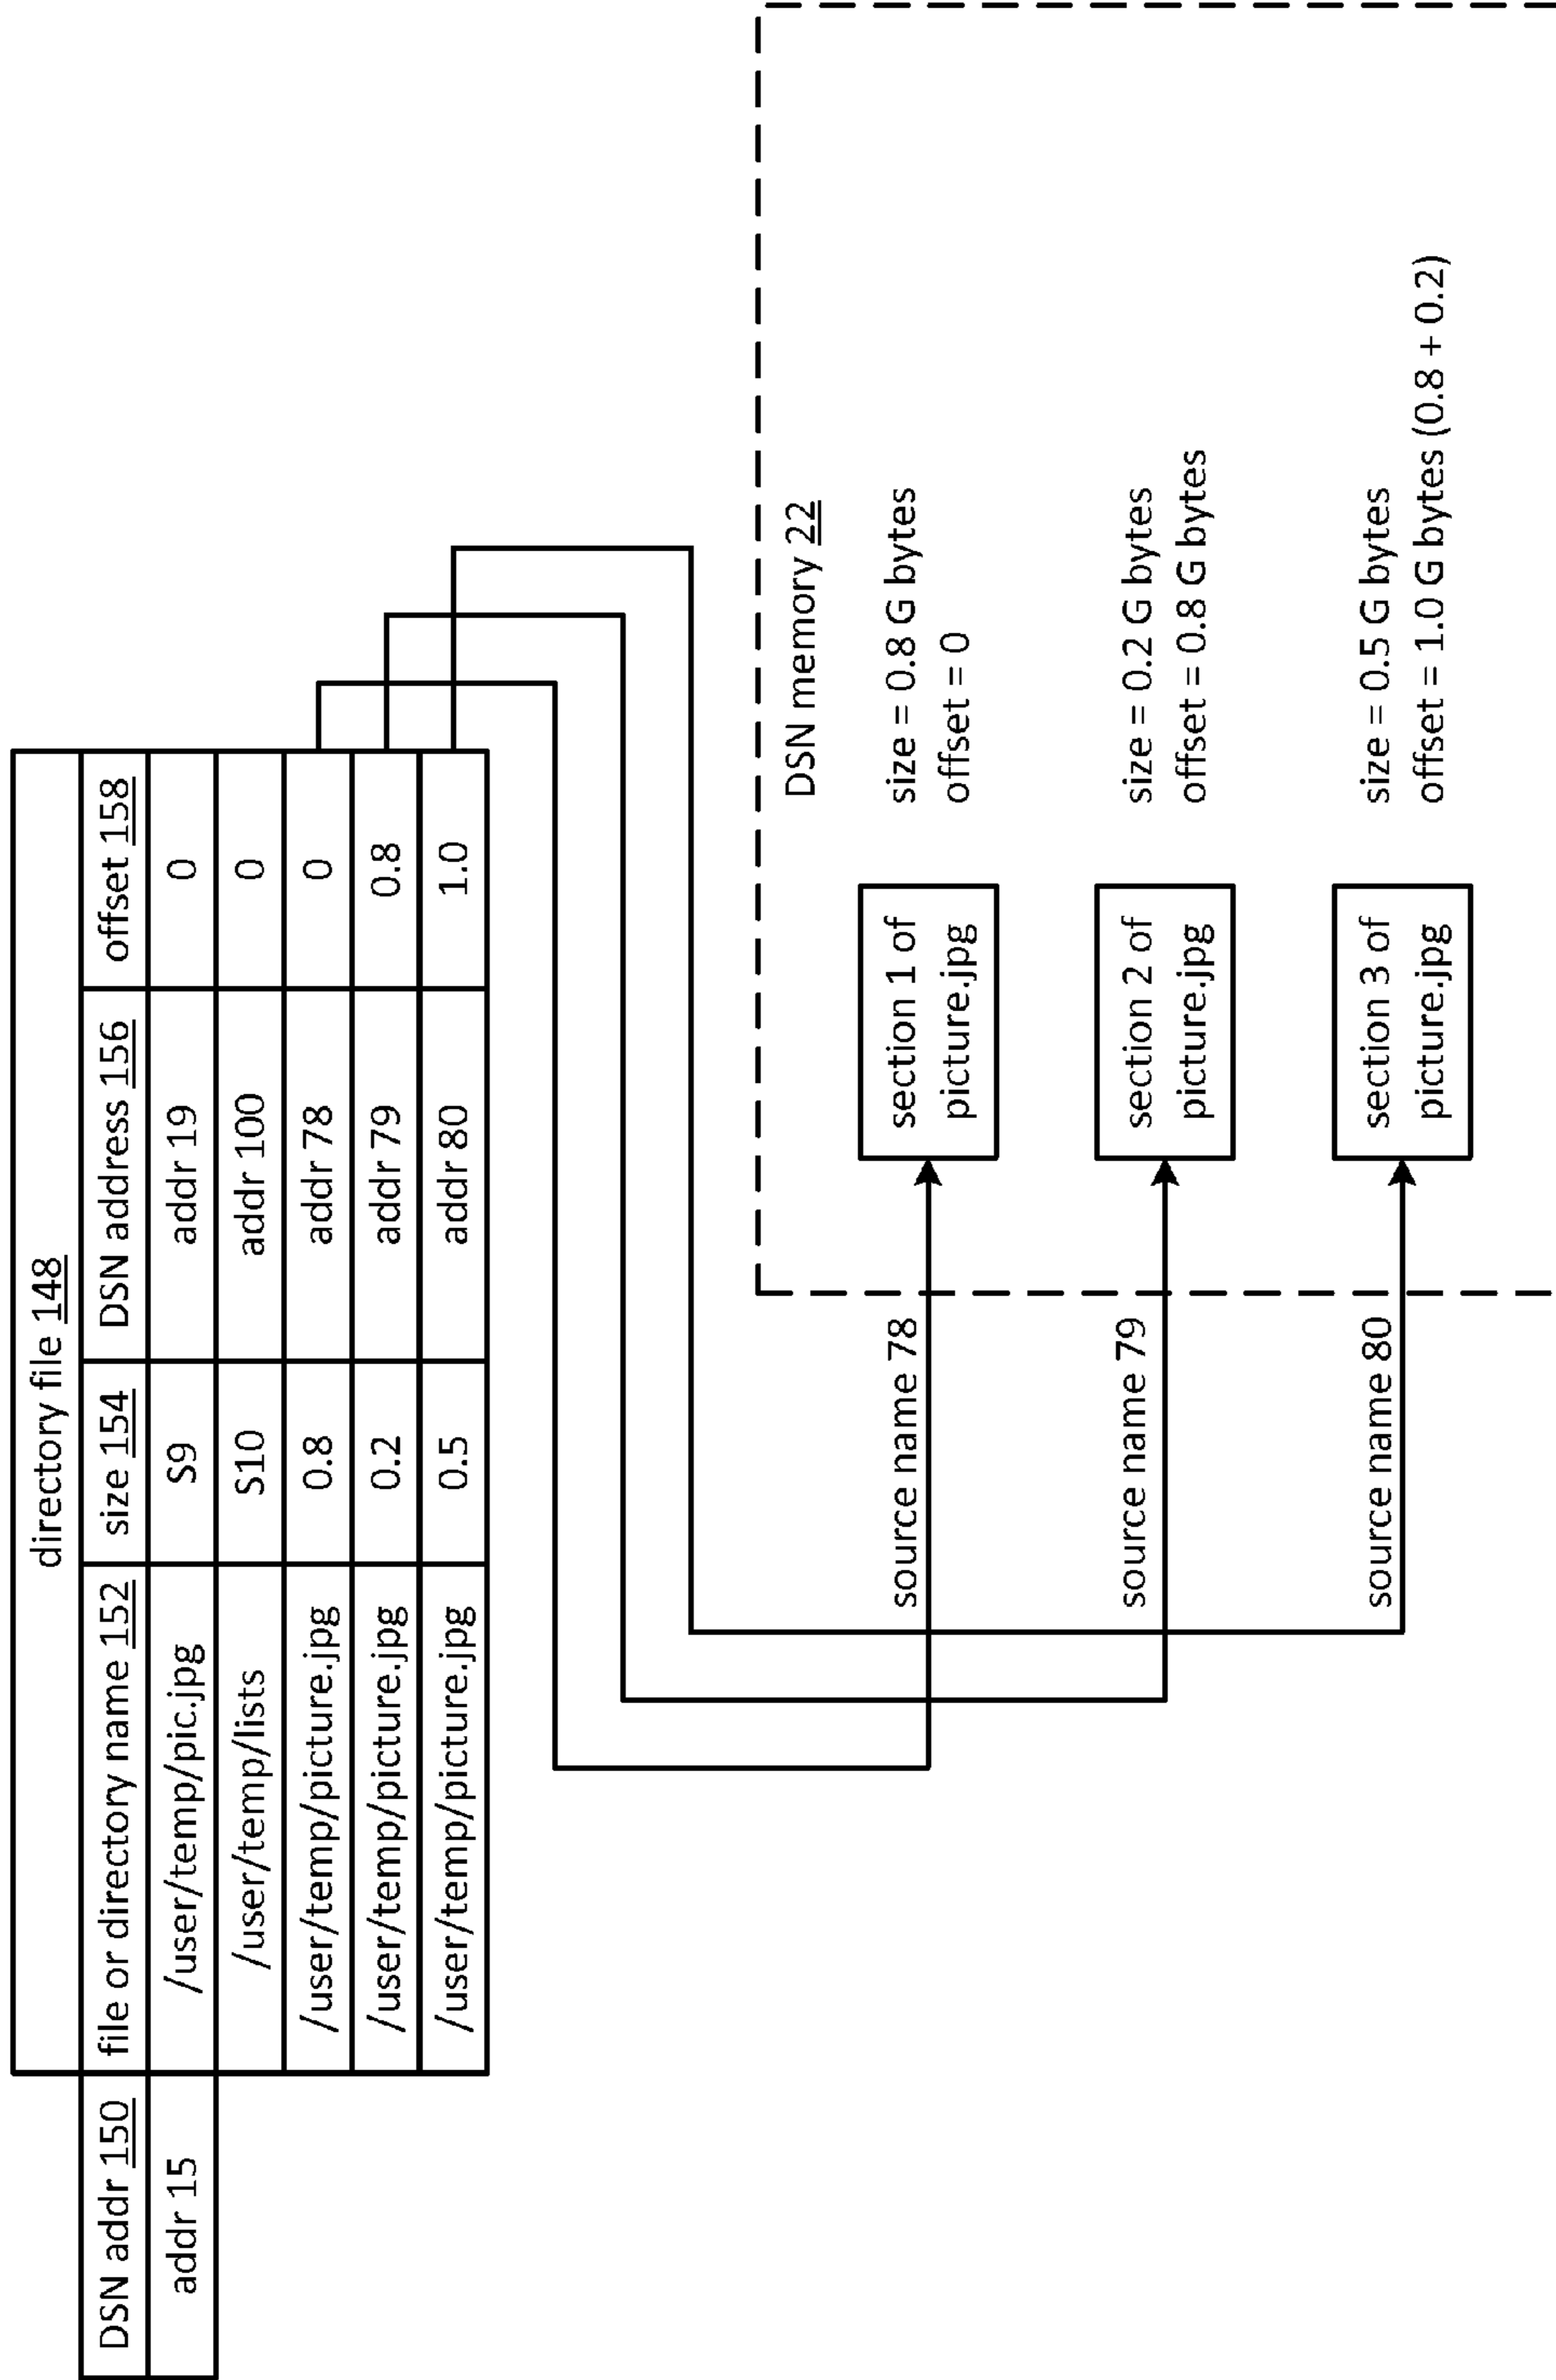 directory file 148
DSN addr 150 file or directory name 152 size 154 DSN address 156 offset 158
addr 15 /user/temp/pic.jpg S9 addr 19 0
/user/temp/lists S10 addr 100 0
/user/temp/picture.jpg 0.8 addr 78 0
/user/temp/picture.jpg 0.2 addr 79 0.8
/user/temp/picture.jpg 0.5 addr 80 1.0
DSN memory 22
source name 78
section 1 of
picture.jpg
size = 0.8 G bytes
offset = 0
source name 79
section 2 of
picture.jpg
size = 0.2 G bytes
offset = 0.8 G bytes
source name 80
section 3 of
picture.jpg
size = 0.5 G bytes
offset = 1.0 G bytes (0.8 + 0.2)